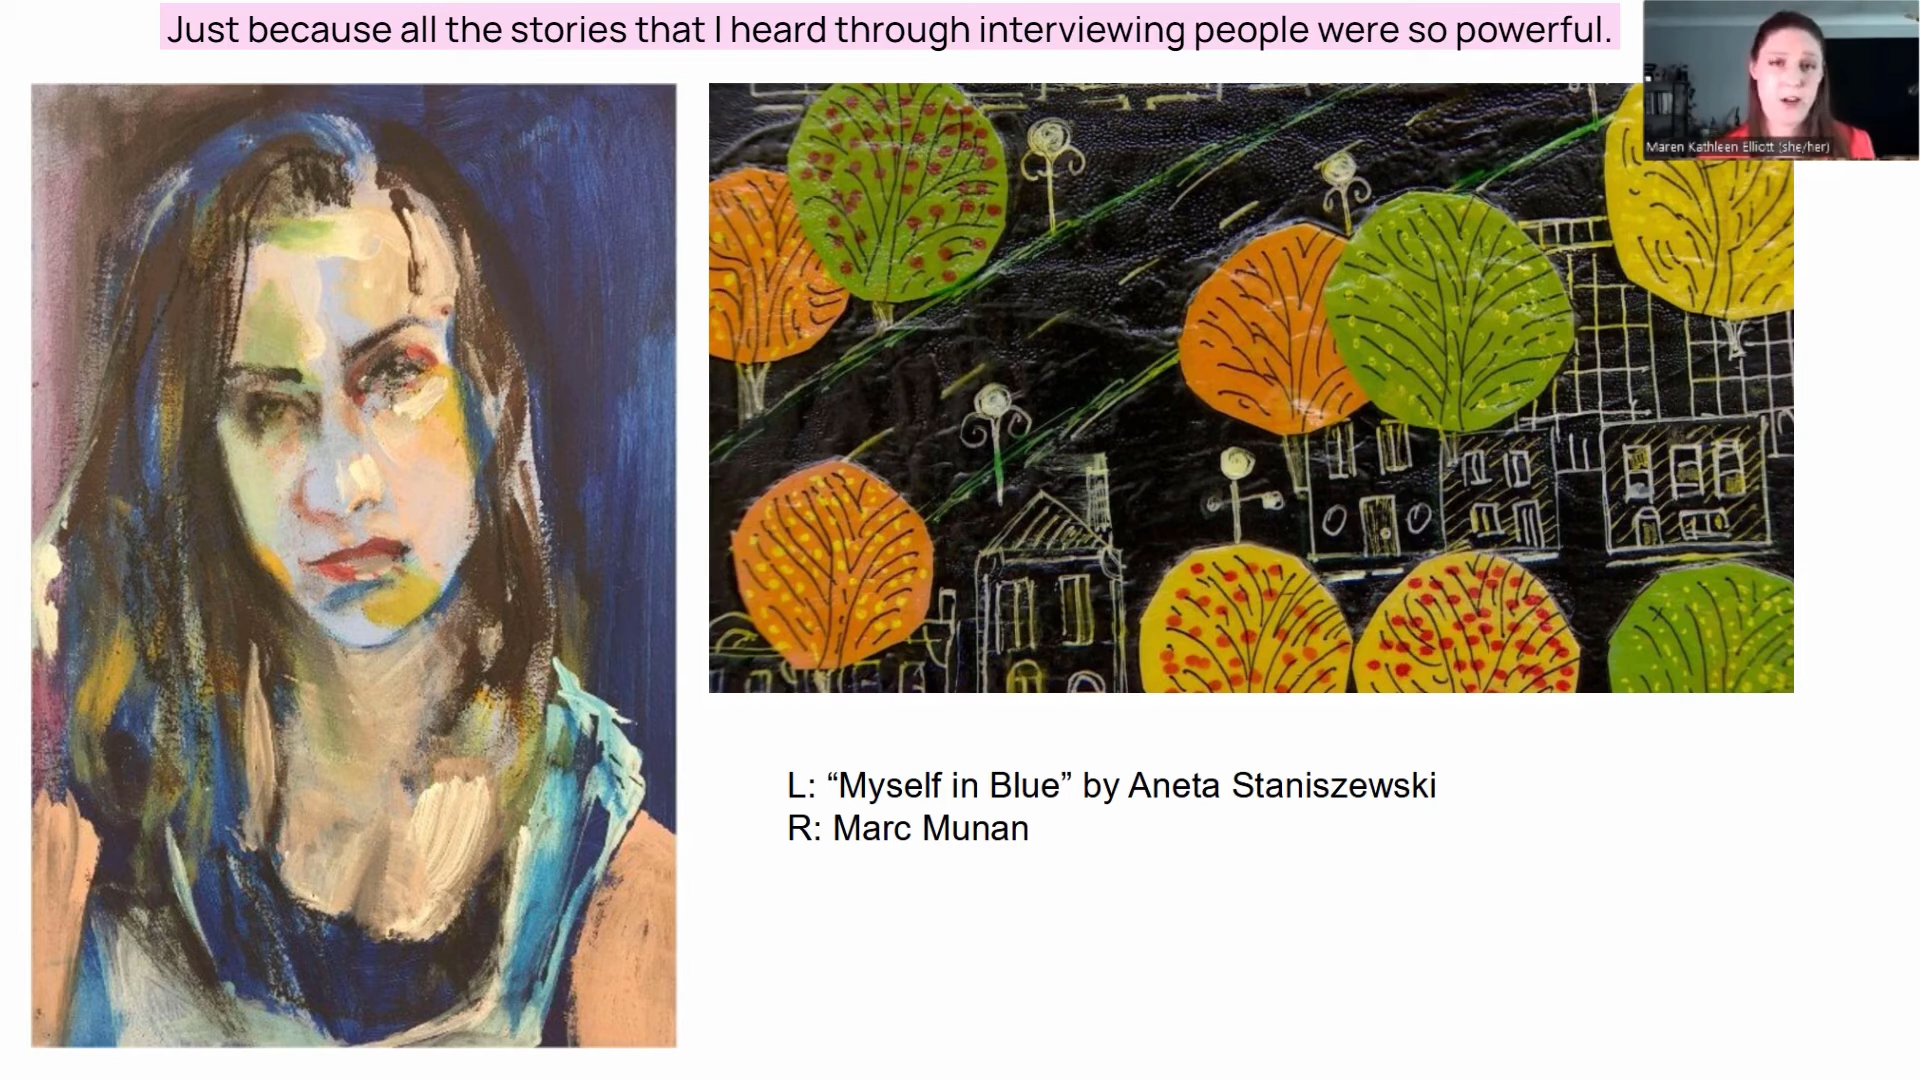 Just because all the stories that I heard through interviewing people were so powerful.
Maren Kathleen Elliott (she/her)
L: “Myself in Blue” by Aneta Staniszewski
R: Marc Munan